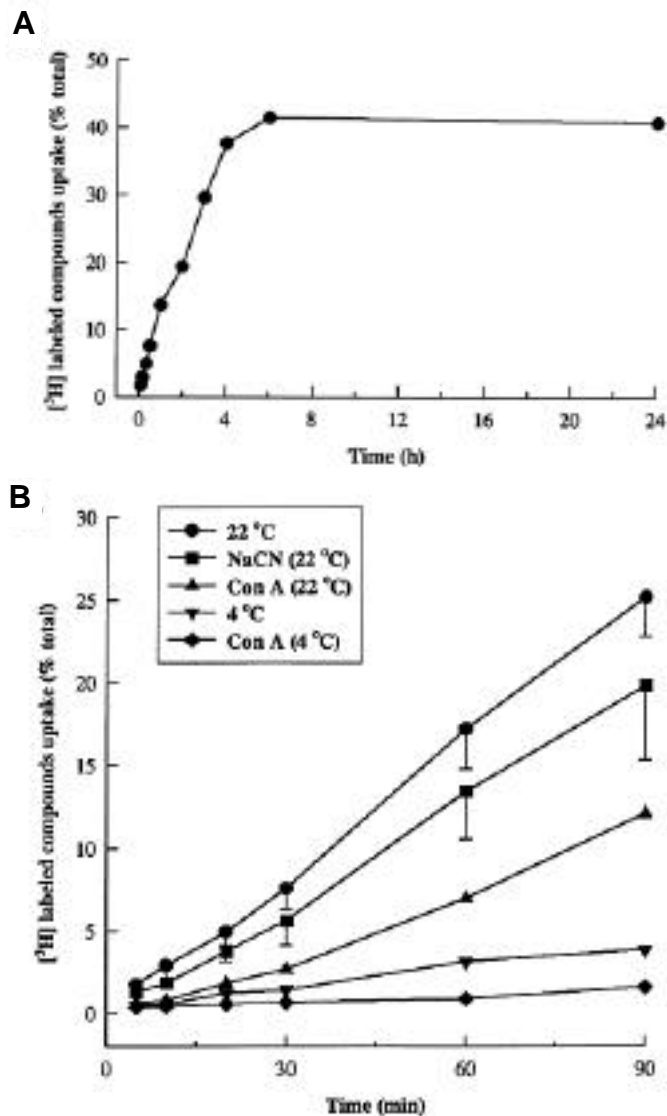 A
[³H] labeled compounds uptake (% total)
50
40
30
20
10
0
0 4 8 12 16 20 24
Time (h)
B
[³H] labeled compounds uptake (% total)
30
25
20
15
10
5
0
22 °C
NaCN (22 °C)
Con A (22 °C)
4 °C
Con A (4 °C)
0 30 60 90
Time (min)